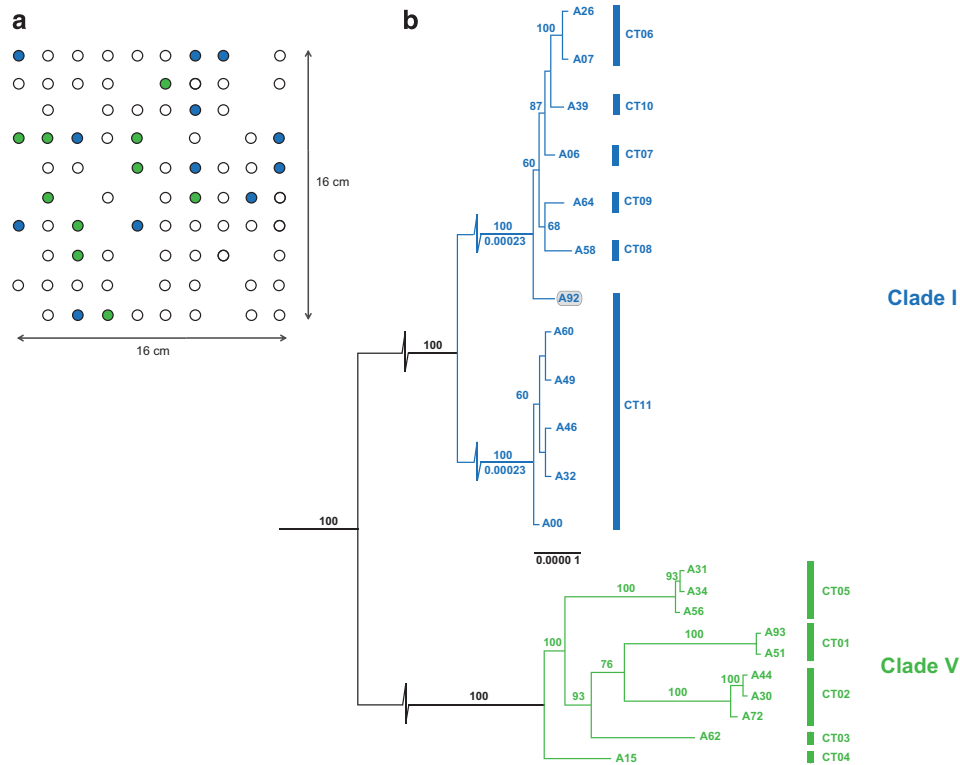 a
b
16 cm
16 cm
A26
100
CT06
A07
A39
CT10
87
A06
CT07
60
A64
CT09
68
A58
CT08
100
0.00023
A92
Clade I
A60
A49
60
CT11
A46
100
0.00023
A32
A00
100
100
0.0000 1
A31
93
A34
100
CT05
A56
A93
100
CT01
A51
100
76
A44
100
A30
100
CT02
A72
93
A62
CT03
A15
CT04
100
Clade V